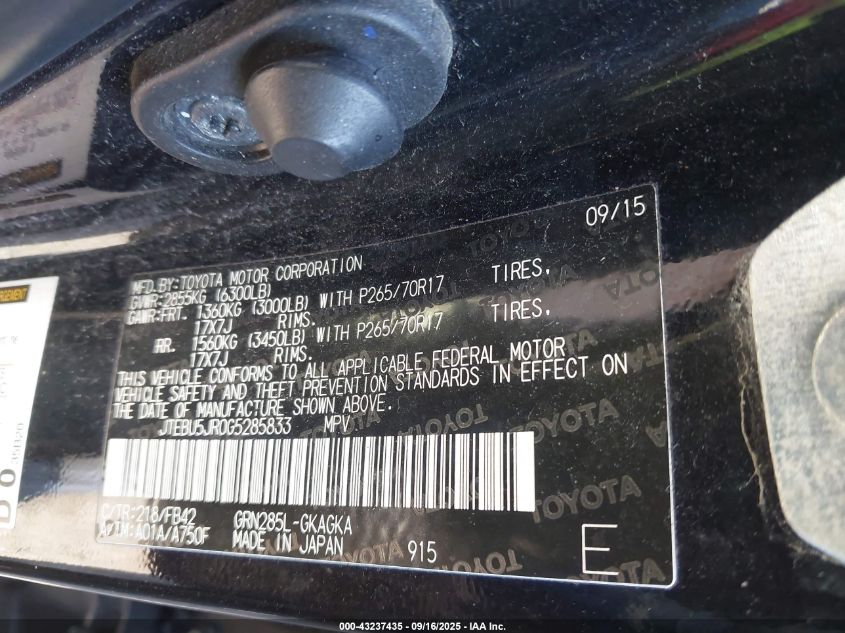 09/15
MFD.BY:TOYOTA MOTOR CORPORATION
GVWR:2855KG (6300LB)
GAWR:FRT. 1360KG (3000LB) WITH P265/70R17 TIRES,
17X7J RIMS.
RR. 1560KG (3450LB) WITH P265/70R17 TIRES,
17X7J RIMS.
THIS VEHICLE CONFORMS TO ALL APPLICABLE FEDERAL MOTOR
VEHICLE SAFETY AND THEFT PREVENTION STANDARDS IN EFFECT ON
THE DATE OF MANUFACTURE SHOWN ABOVE.
JTEBU5JR0G5285833 MPV
C/TR:218/FB42 GRN285L-GKAGKA
A/TM:A01A/A750F MADE IN JAPAN 915 E
000-43237435 - 09/16/2025 - IAA Inc.